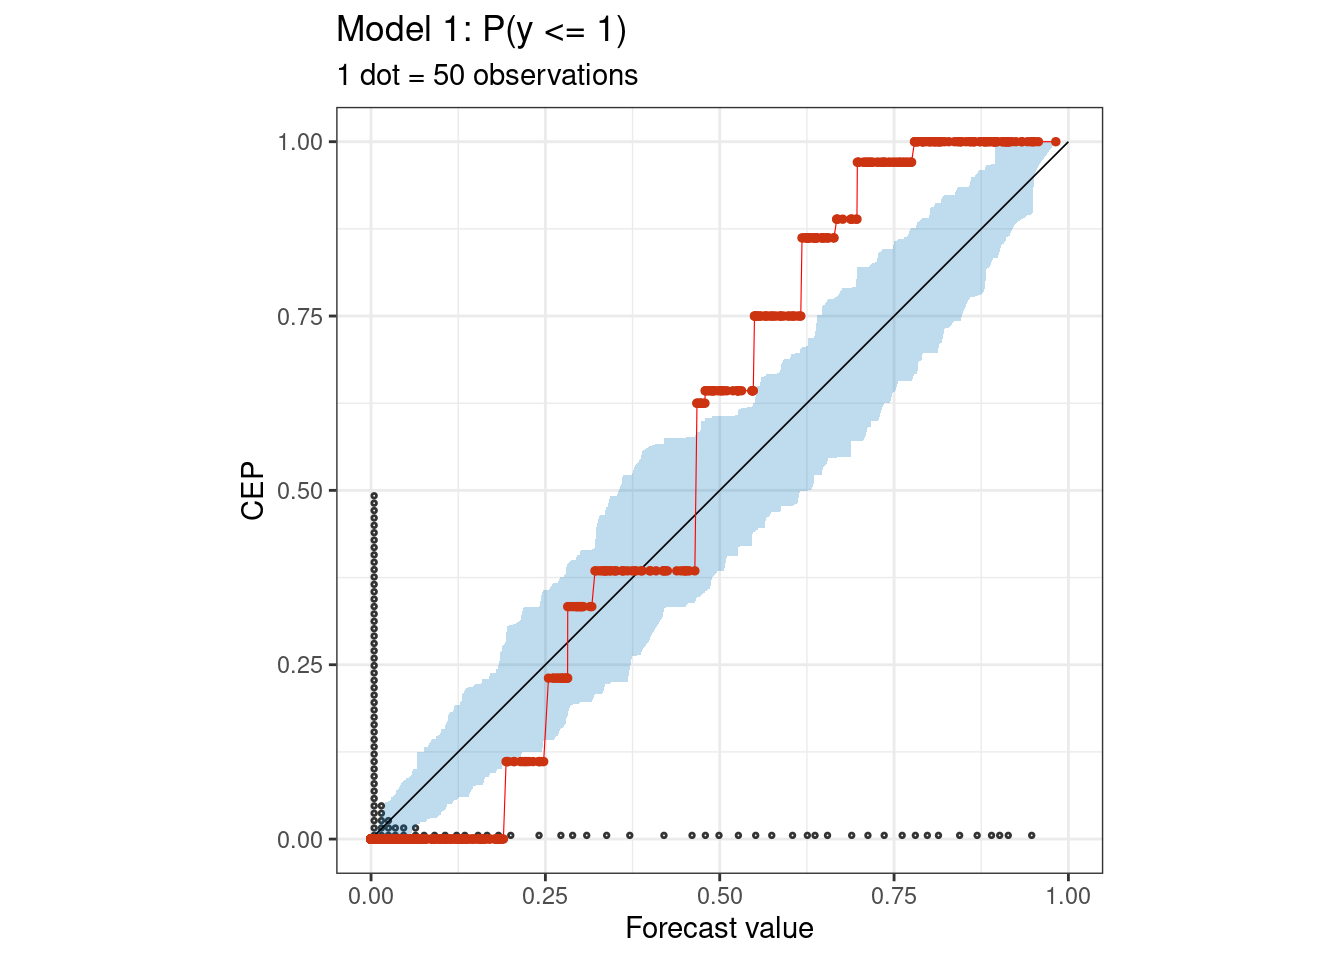 Model 1: P(y <= 1)
1 dot = 50 observations
1.00
0.75
0.50
0.25
0.00
CEP
0.00 0.25 0.50 0.75 1.00
Forecast value